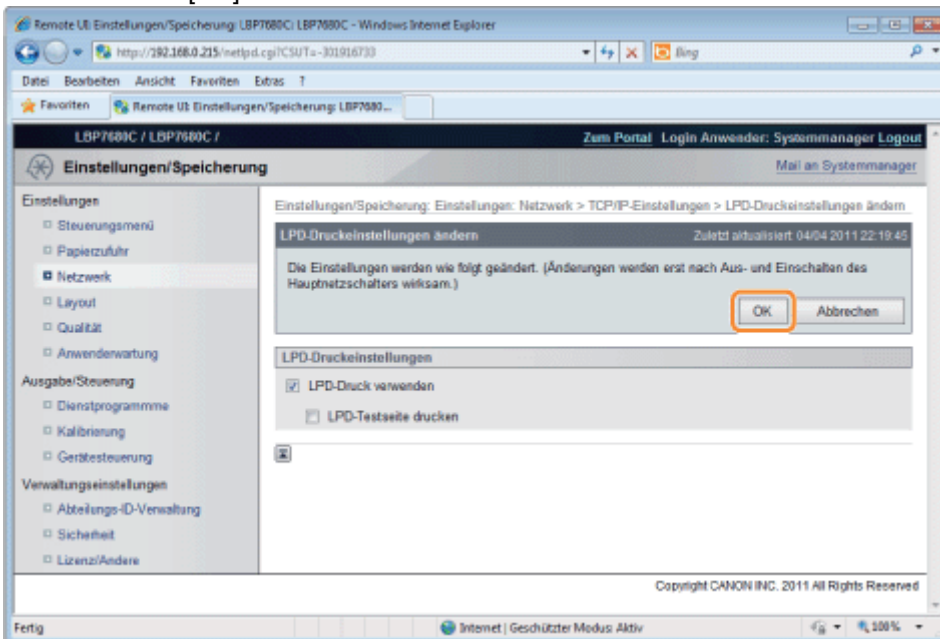 Remote UI: Einstellungen/Speicherung: LBP7680C: LBP7680C - Windows Internet Explorer
http://192.168.0.215/netlpd.cgi?CSUT=-301916733
Bing
Datei Bearbeiten Ansicht Favoriten Extras ?
Favoriten Remote UI: Einstellungen/Speicherung: LBP7680...
LBP7680C / LBP7680C /
Zum Portal Login Anwender: Systemmanager Logout
Einstellungen/Speicherung
Mail an Systemmanager
Einstellungen
Steuerungsmenü
Papierzufuhr
Netzwerk
Layout
Qualität
Anwenderwartung
Ausgabe/Steuerung
Dienstprogrammme
Kalibrierung
Gerätesteuerung
Verwaltungseinstellungen
Abteilungs-ID-Verwaltung
Sicherheit
Lizenz/Andere
Einstellungen/Speicherung: Einstellungen: Netzwerk > TCP/IP-Einstellungen > LPD-Druckeinstellungen ändern
LPD-Druckeinstellungen ändern
Zuletzt aktualisiert 04/04 2011 22:19:45
Die Einstellungen werden wie folgt geändert. (Änderungen werden erst nach Aus- und Einschalten des
Hauptnetzschalters wirksam.)
OK Abbrechen
LPD-Druckeinstellungen
LPD-Druck verwenden
LPD-Testseite drucken
Copyright CANON INC. 2011 All Rights Reserved
Fertig
Internet | Geschützter Modus: Aktiv
100%